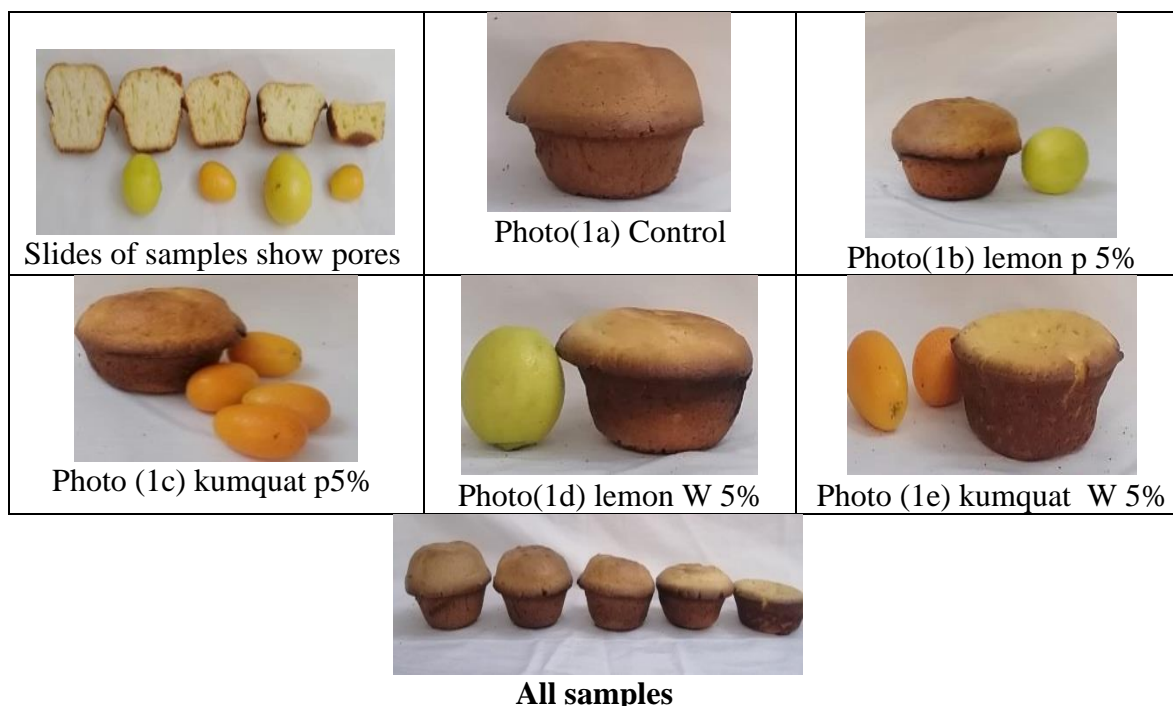 Slides of samples show pores
Photo(1a) Control
Photo(1b) lemon p 5%
Photo (1c) kumquat p5%
Photo(1d) lemon W 5%
Photo (1e) kumquat  W 5%
All samples